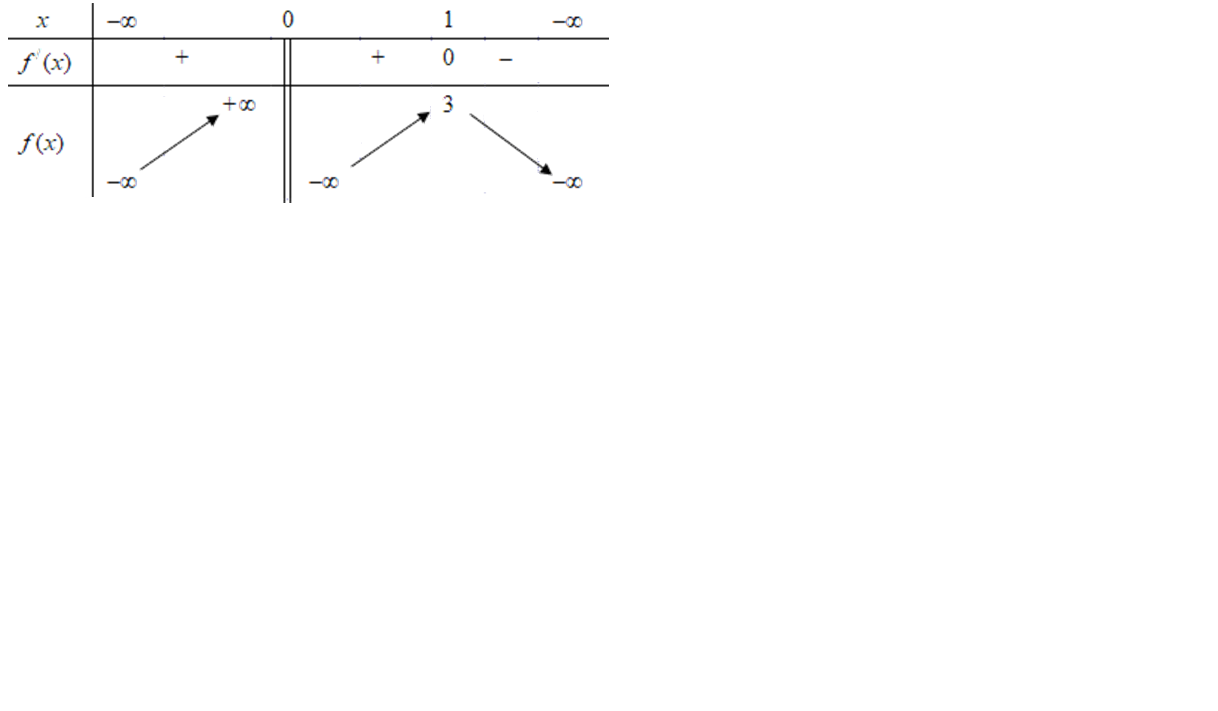 x −∞ 0 1 −∞
f'(x) + + 0 −
+∞ 3
f(x)
−∞ −∞ −∞